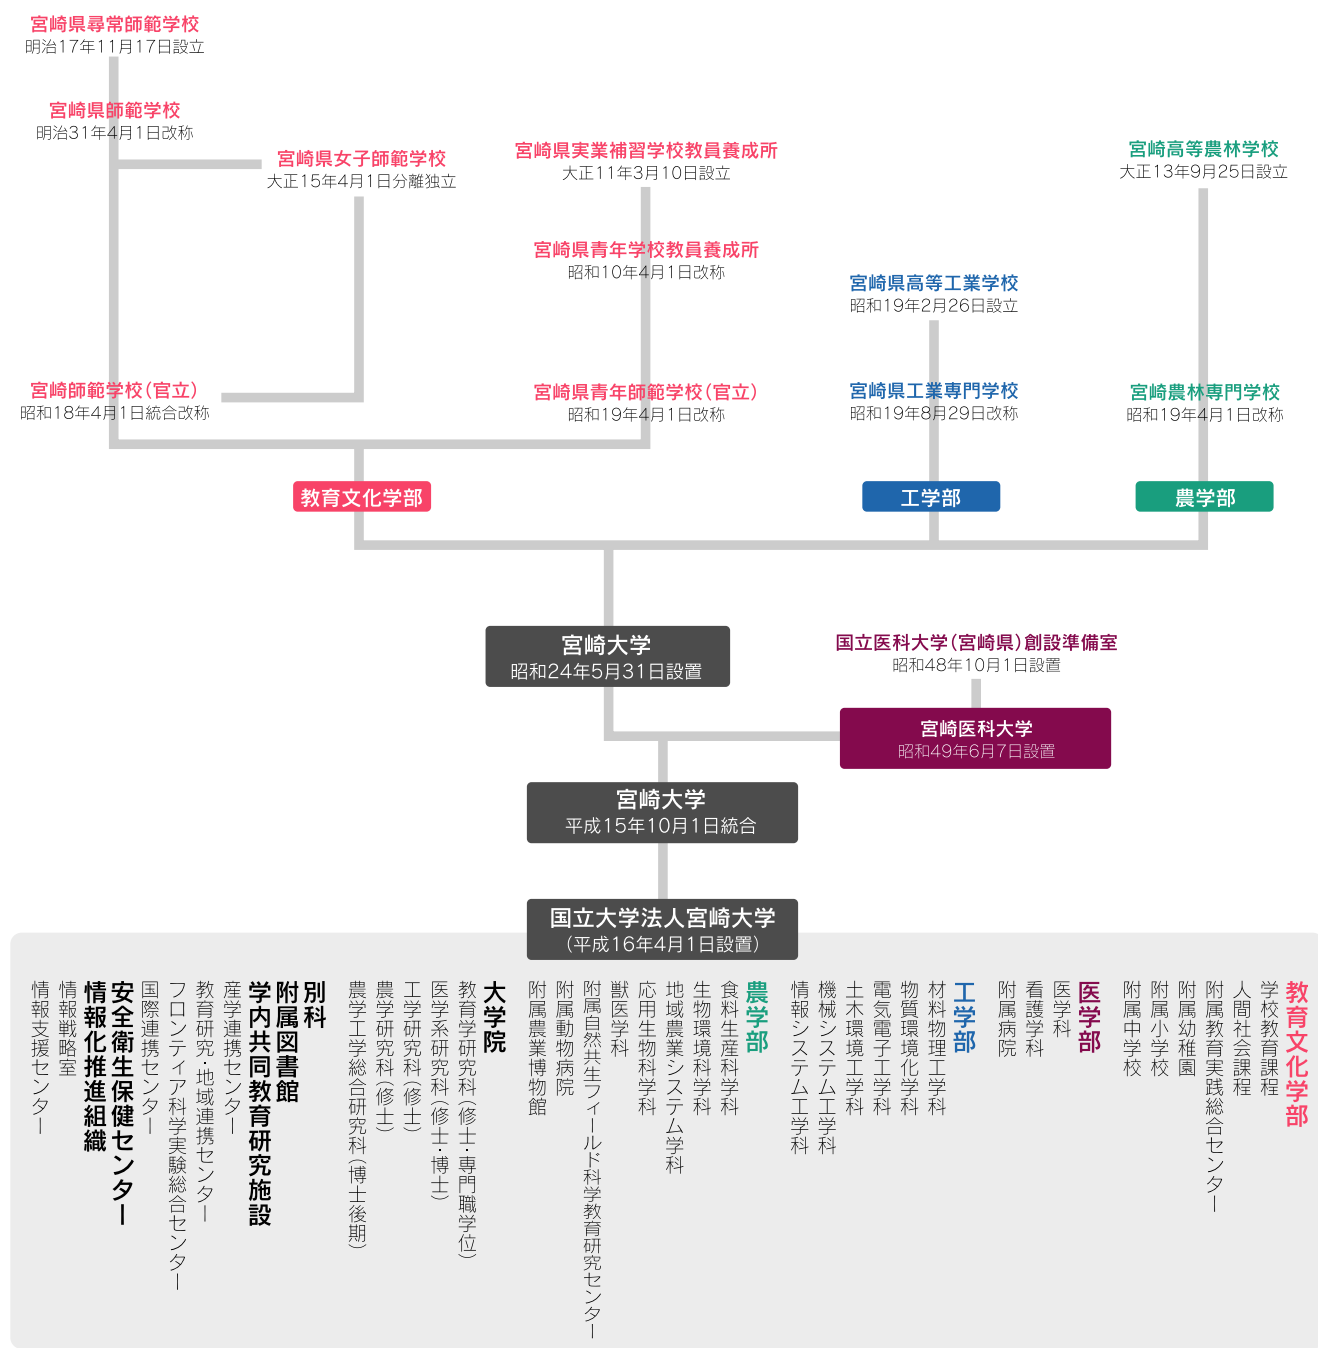 宮崎県尋常師範学校
明治17年11月17日設立
宮崎県師範学校
明治31年4月1日改称
宮崎県女子師範学校
大正15年4月1日分離独立
宮崎県実業補習学校教員養成所
大正11年3月10日設立
宮崎高等農林学校
大正13年9月25日設立
宮崎県青年学校教員養成所
昭和10年4月1日改称
宮崎県高等工業学校
昭和19年2月26日設立
宮崎師範学校（官立）
昭和18年4月1日統合改称
宮崎県青年師範学校（官立）
昭和19年4月1日改称
宮崎県工業専門学校
昭和19年8月29日改称
宮崎農林専門学校
昭和19年4月1日改称
教育文化学部
工学部
農学部
宮崎大学
昭和24年5月31日設置
国立医科大学（宮崎県）創設準備室
昭和48年10月1日設置
宮崎医科大学
昭和49年6月7日設置
宮崎大学
平成15年10月1日統合
国立大学法人宮崎大学
（平成16年4月1日設置）
教育文化学部
学校教育課程
人間社会課程
附属教育実践総合センター
附属幼稚園
附属小学校
附属中学校
医学部
医学科
看護学科
附属病院
工学部
材料物理工学科
物質環境化学科
電気電子工学科
土木環境工学科
機械システム工学科
情報システム工学科
農学部
食料生産科学科
生物環境科学科
地域農業システム学科
応用生物科学科
獣医学科
附属自然共生フィールド科学教育研究センター
附属動物病院
附属農業博物館
大学院
教育学研究科（修士・専門職学位）
医学系研究科（修士・博士）
工学研究科（修士）
農学研究科（修士）
農学工学総合研究科（博士後期）
別科
附属図書館
学内共同教育研究施設
産学連携センター
教育研究・地域連携センター
フロンティア科学実験総合センター
国際連携センター
安全衛生保健センター
情報化推進組織
情報戦略室
情報支援センター